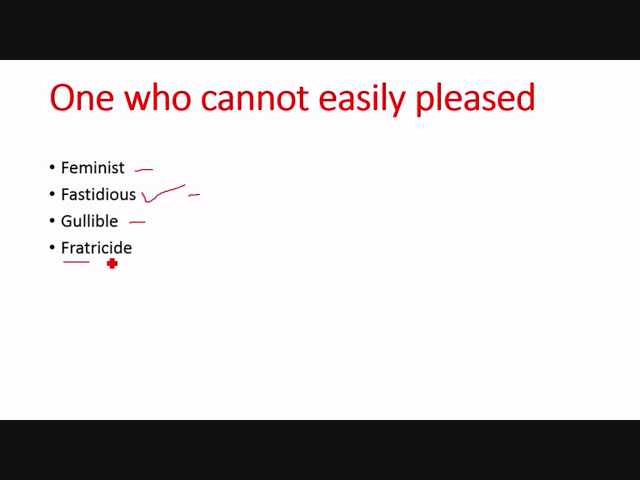 One who cannot easily pleased
• Feminist
• Fastidious
• Gullible
• Fratricide